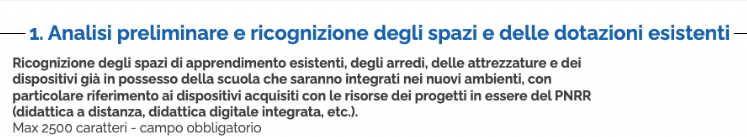 1. Analisi preliminare e ricognizione degli spazi e delle dotazioni esistenti
Ricognizione degli spazi di apprendimento esistenti, degli arredi, delle attrezzature e dei
dispositivi già in possesso della scuola che saranno integrati nei nuovi ambienti, con
particolare riferimento ai dispositivi acquisiti con le risorse dei progetti in essere del PNRR
(didattica a distanza, didattica digitale integrata, etc.).
Max 2500 caratteri - campo obbligatorio